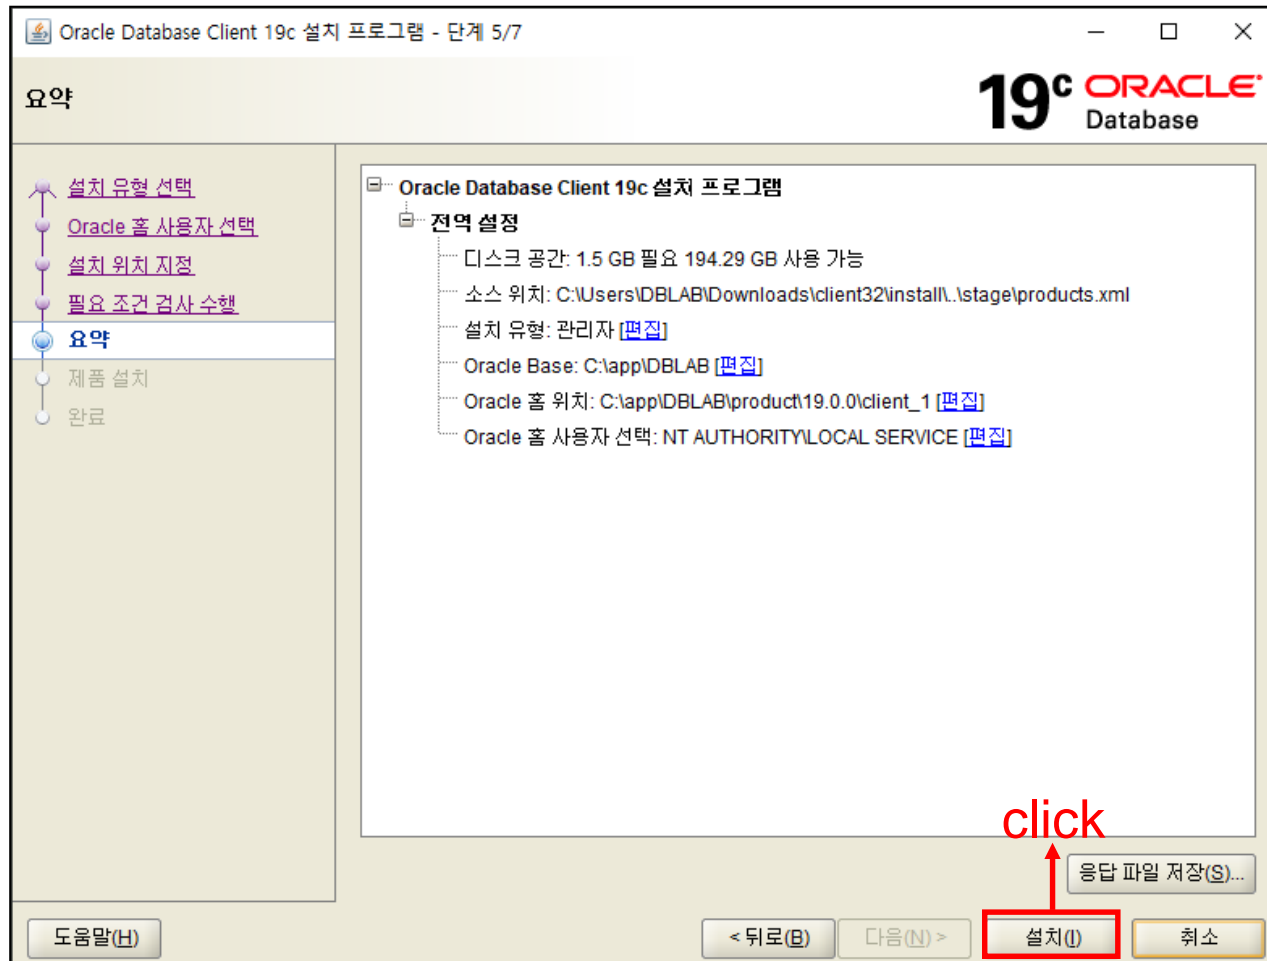 Oracle Database Client 19c 설치 프로그램 - 단계 5/7
요약
19c ORACLE Database
설치 유형 선택
Oracle 홈 사용자 선택
설치 위치 지정
필요 조건 검사 수행
요약
제품 설치
완료
Oracle Database Client 19c 설치 프로그램
전역 설정
디스크 공간: 1.5 GB 필요 194.29 GB 사용 가능
소스 위치: C:\Users\DBLAB\Downloads\client32\install\..\stage\products.xml
설치 유형: 관리자 [편집]
Oracle Base: C:\app\DBLAB [편집]
Oracle 홈 위치: C:\app\DBLAB\product\19.0.0\client_1 [편집]
Oracle 홈 사용자 선택: NT AUTHORITY\LOCAL SERVICE [편집]
click
응답 파일 저장(S)...
도움말(H)
< 뒤로(B)
다음(N) >
설치(I)
취소